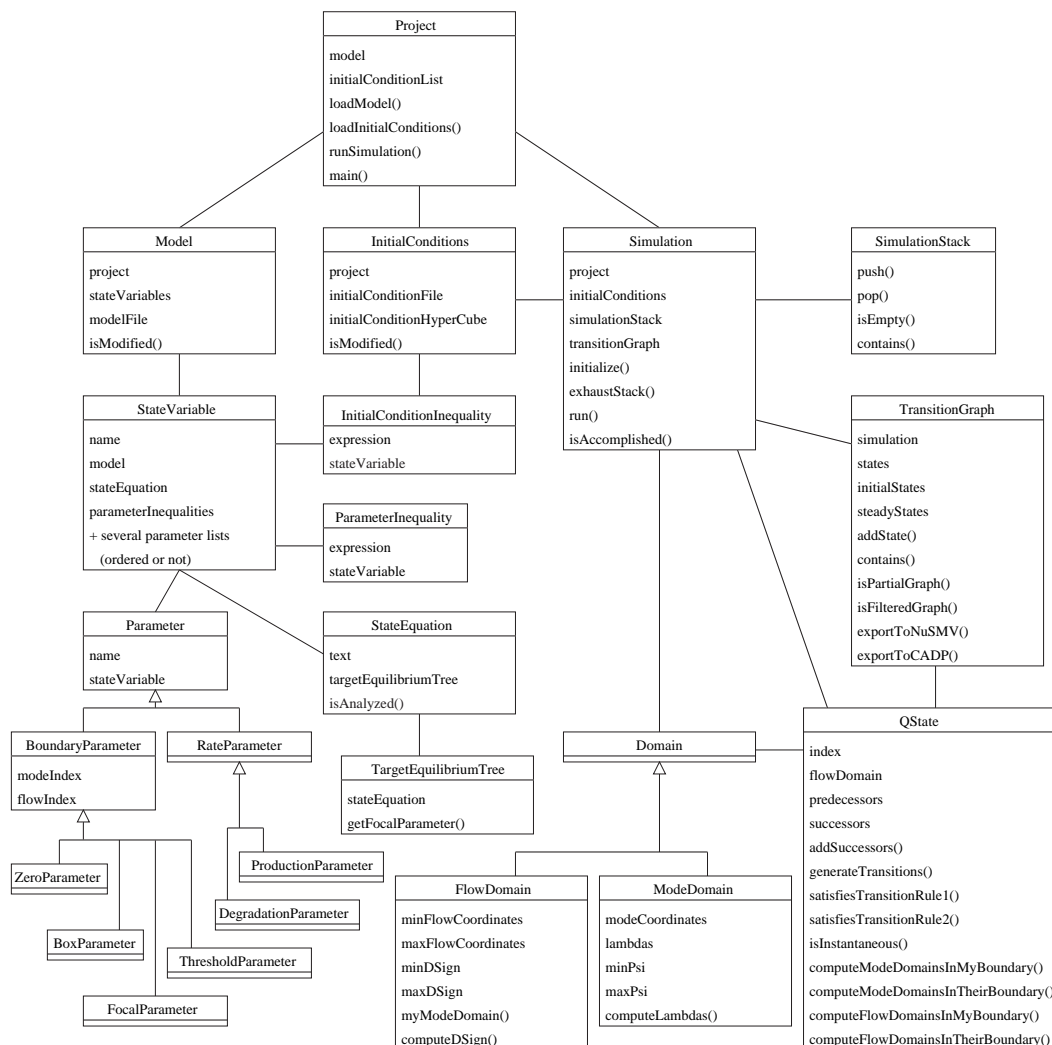 Project
model
initialConditionList
loadModel()
loadInitialConditions()
runSimulation()
main()
Model
project
stateVariables
modelFile
isModified()
InitialConditions
project
initialConditionFile
initialConditionHyperCube
isModified()
Simulation
project
initialConditions
simulationStack
transitionGraph
initialize()
exhaustStack()
run()
isAccomplished()
SimulationStack
push()
pop()
isEmpty()
contains()
StateVariable
name
model
stateEquation
parameterInequalities
+ several parameter lists
(ordered or not)
InitialConditionInequality
expression
stateVariable
ParameterInequality
expression
stateVariable
TransitionGraph
simulation
states
initialStates
steadyStates
addState()
contains()
isPartialGraph()
isFilteredGraph()
exportToNuSMV()
exportToCADP()
Parameter
name
stateVariable
StateEquation
text
targetEquilibriumTree
isAnalyzed()
BoundaryParameter
modeIndex
flowIndex
RateParameter
TargetEquilibriumTree
stateEquation
getFocalParameter()
Domain
QState
index
flowDomain
predecessors
successors
addSuccessors()
generateTransitions()
satisfiesTransitionRule1()
satisfiesTransitionRule2()
isInstantaneous()
computeModeDomainsInMyBoundary()
computeModeDomainsInTheirBoundary()
computeFlowDomainsInMyBoundary()
computeFlowDomainsInTheirBoundary()
ZeroParameter
ProductionParameter
DegradationParameter
BoxParameter
ThresholdParameter
FocalParameter
FlowDomain
minFlowCoordinates
maxFlowCoordinates
minDSign
maxDSign
myModeDomain()
computeDSign()
ModeDomain
modeCoordinates
lambdas
minPsi
maxPsi
computeLambdas()